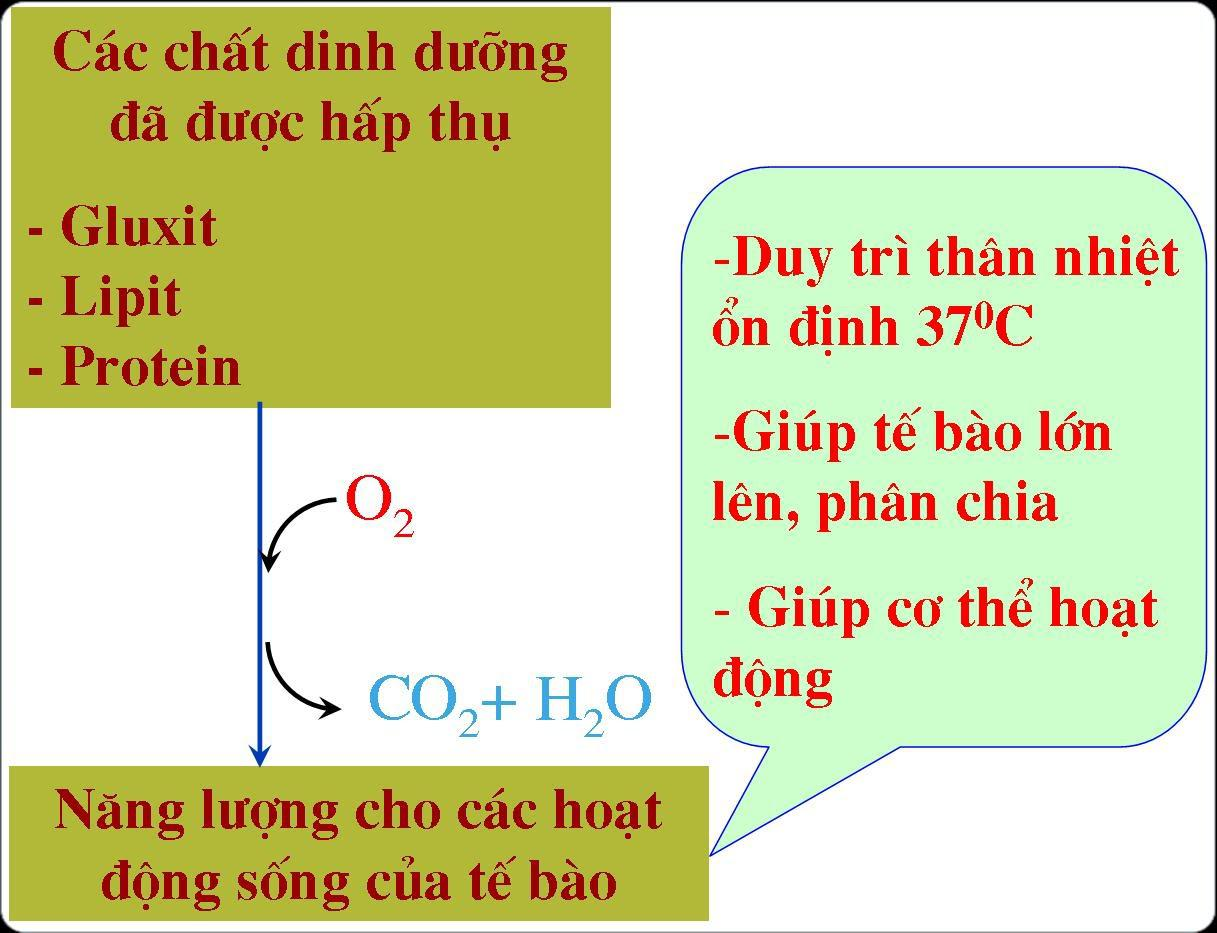 Các chất dinh dưỡng
đã được hấp thụ
- Gluxit
- Lipit
- Protein
O₂
CO₂+ H₂O
Năng lượng cho các hoạt
động sống của tế bào
-Duy trì thân nhiệt
ổn định 37⁰C
-Giúp tế bào lớn
lên, phân chia
- Giúp cơ thể hoạt
động